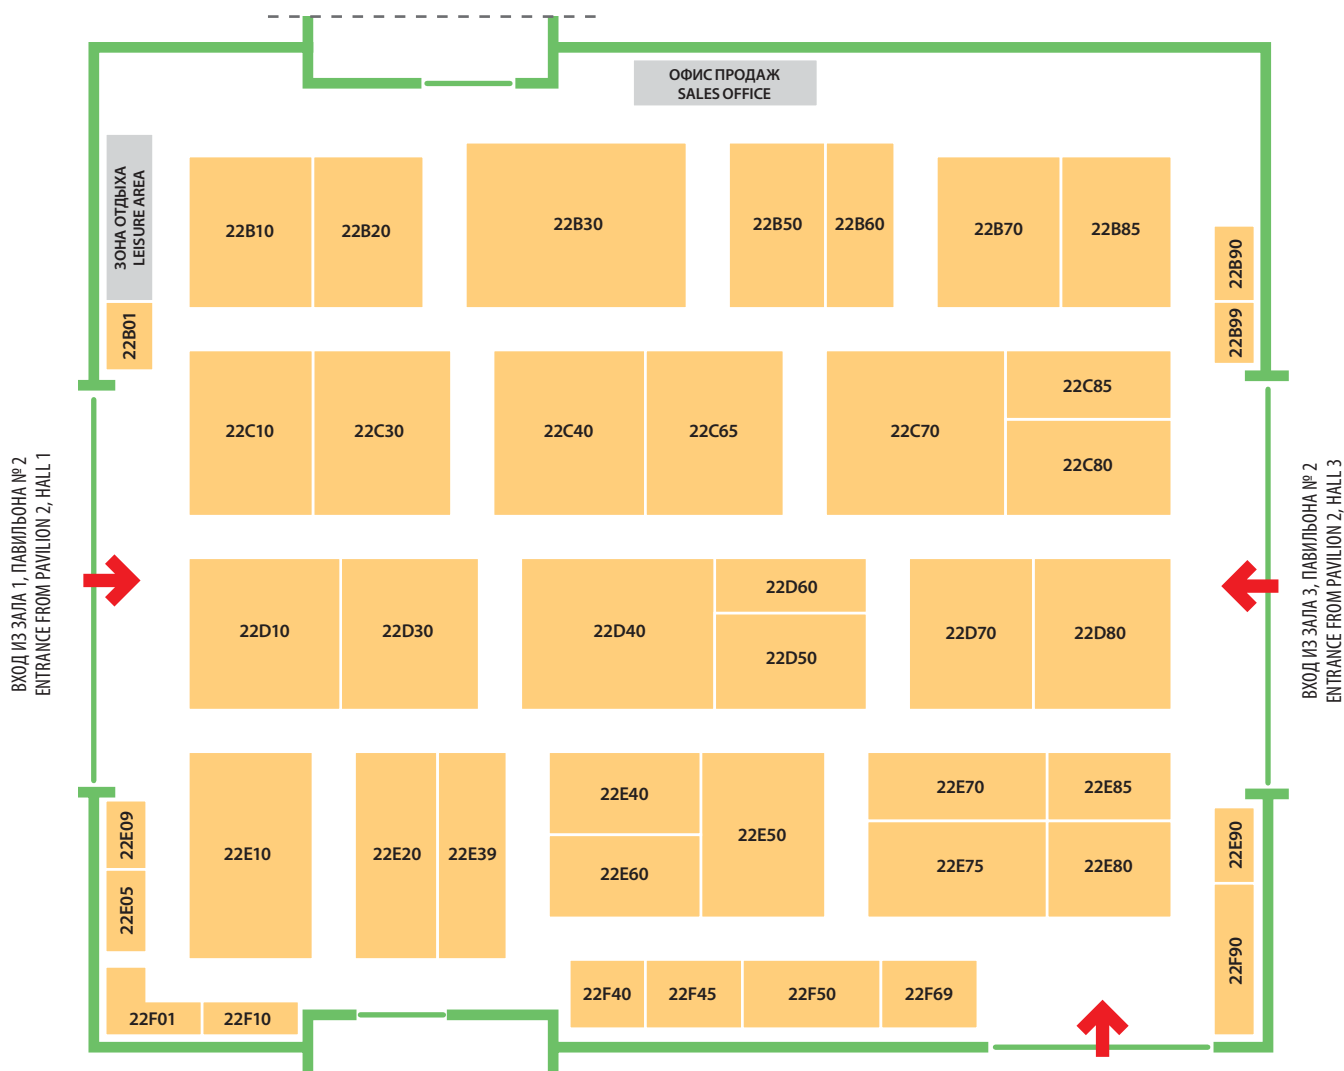 ОФИС ПРОДАЖ
SALES OFFICE
ЗОНА ОТДЫХА
LEISURE AREA
22B10
22B20
22B30
22B50
22B60
22B70
22B85
22B90
22B01
22B99
22C10
22C30
22C40
22C65
22C70
22C85
22C80
ВХОД ИЗ ЗАЛА 1, ПАВИЛЬОНА № 2
ENTRANCE FROM PAVILION 2, HALL 1
ВХОД ИЗ ЗАЛА 3, ПАВИЛЬОНА № 2
ENTRANCE FROM PAVILION 2, HALL 3
22D10
22D30
22D40
22D60
22D50
22D70
22D80
22E09
22E05
22E10
22E20
22E39
22E40
22E60
22E50
22E70
22E85
22E75
22E80
22E90
22F90
22F01
22F10
22F40
22F45
22F50
22F69